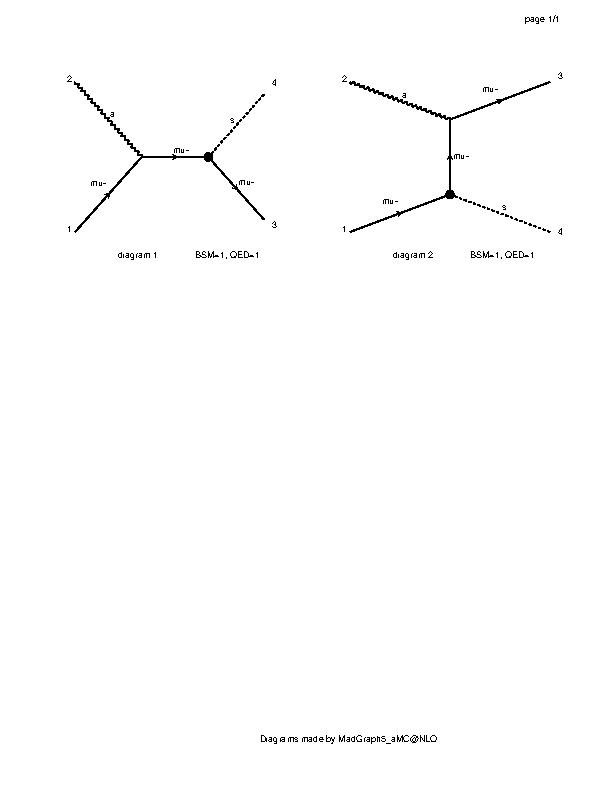 page 1/1
2
a
mu-
1
mu-
s
4
mu-
3
diagram 1 BSM=1, QED=1
2
a
mu-
3
mu-
mu-
1
s
4
diagram 2 BSM=1, QED=1
Diagrams made by MadGraph5_aMC@NLO